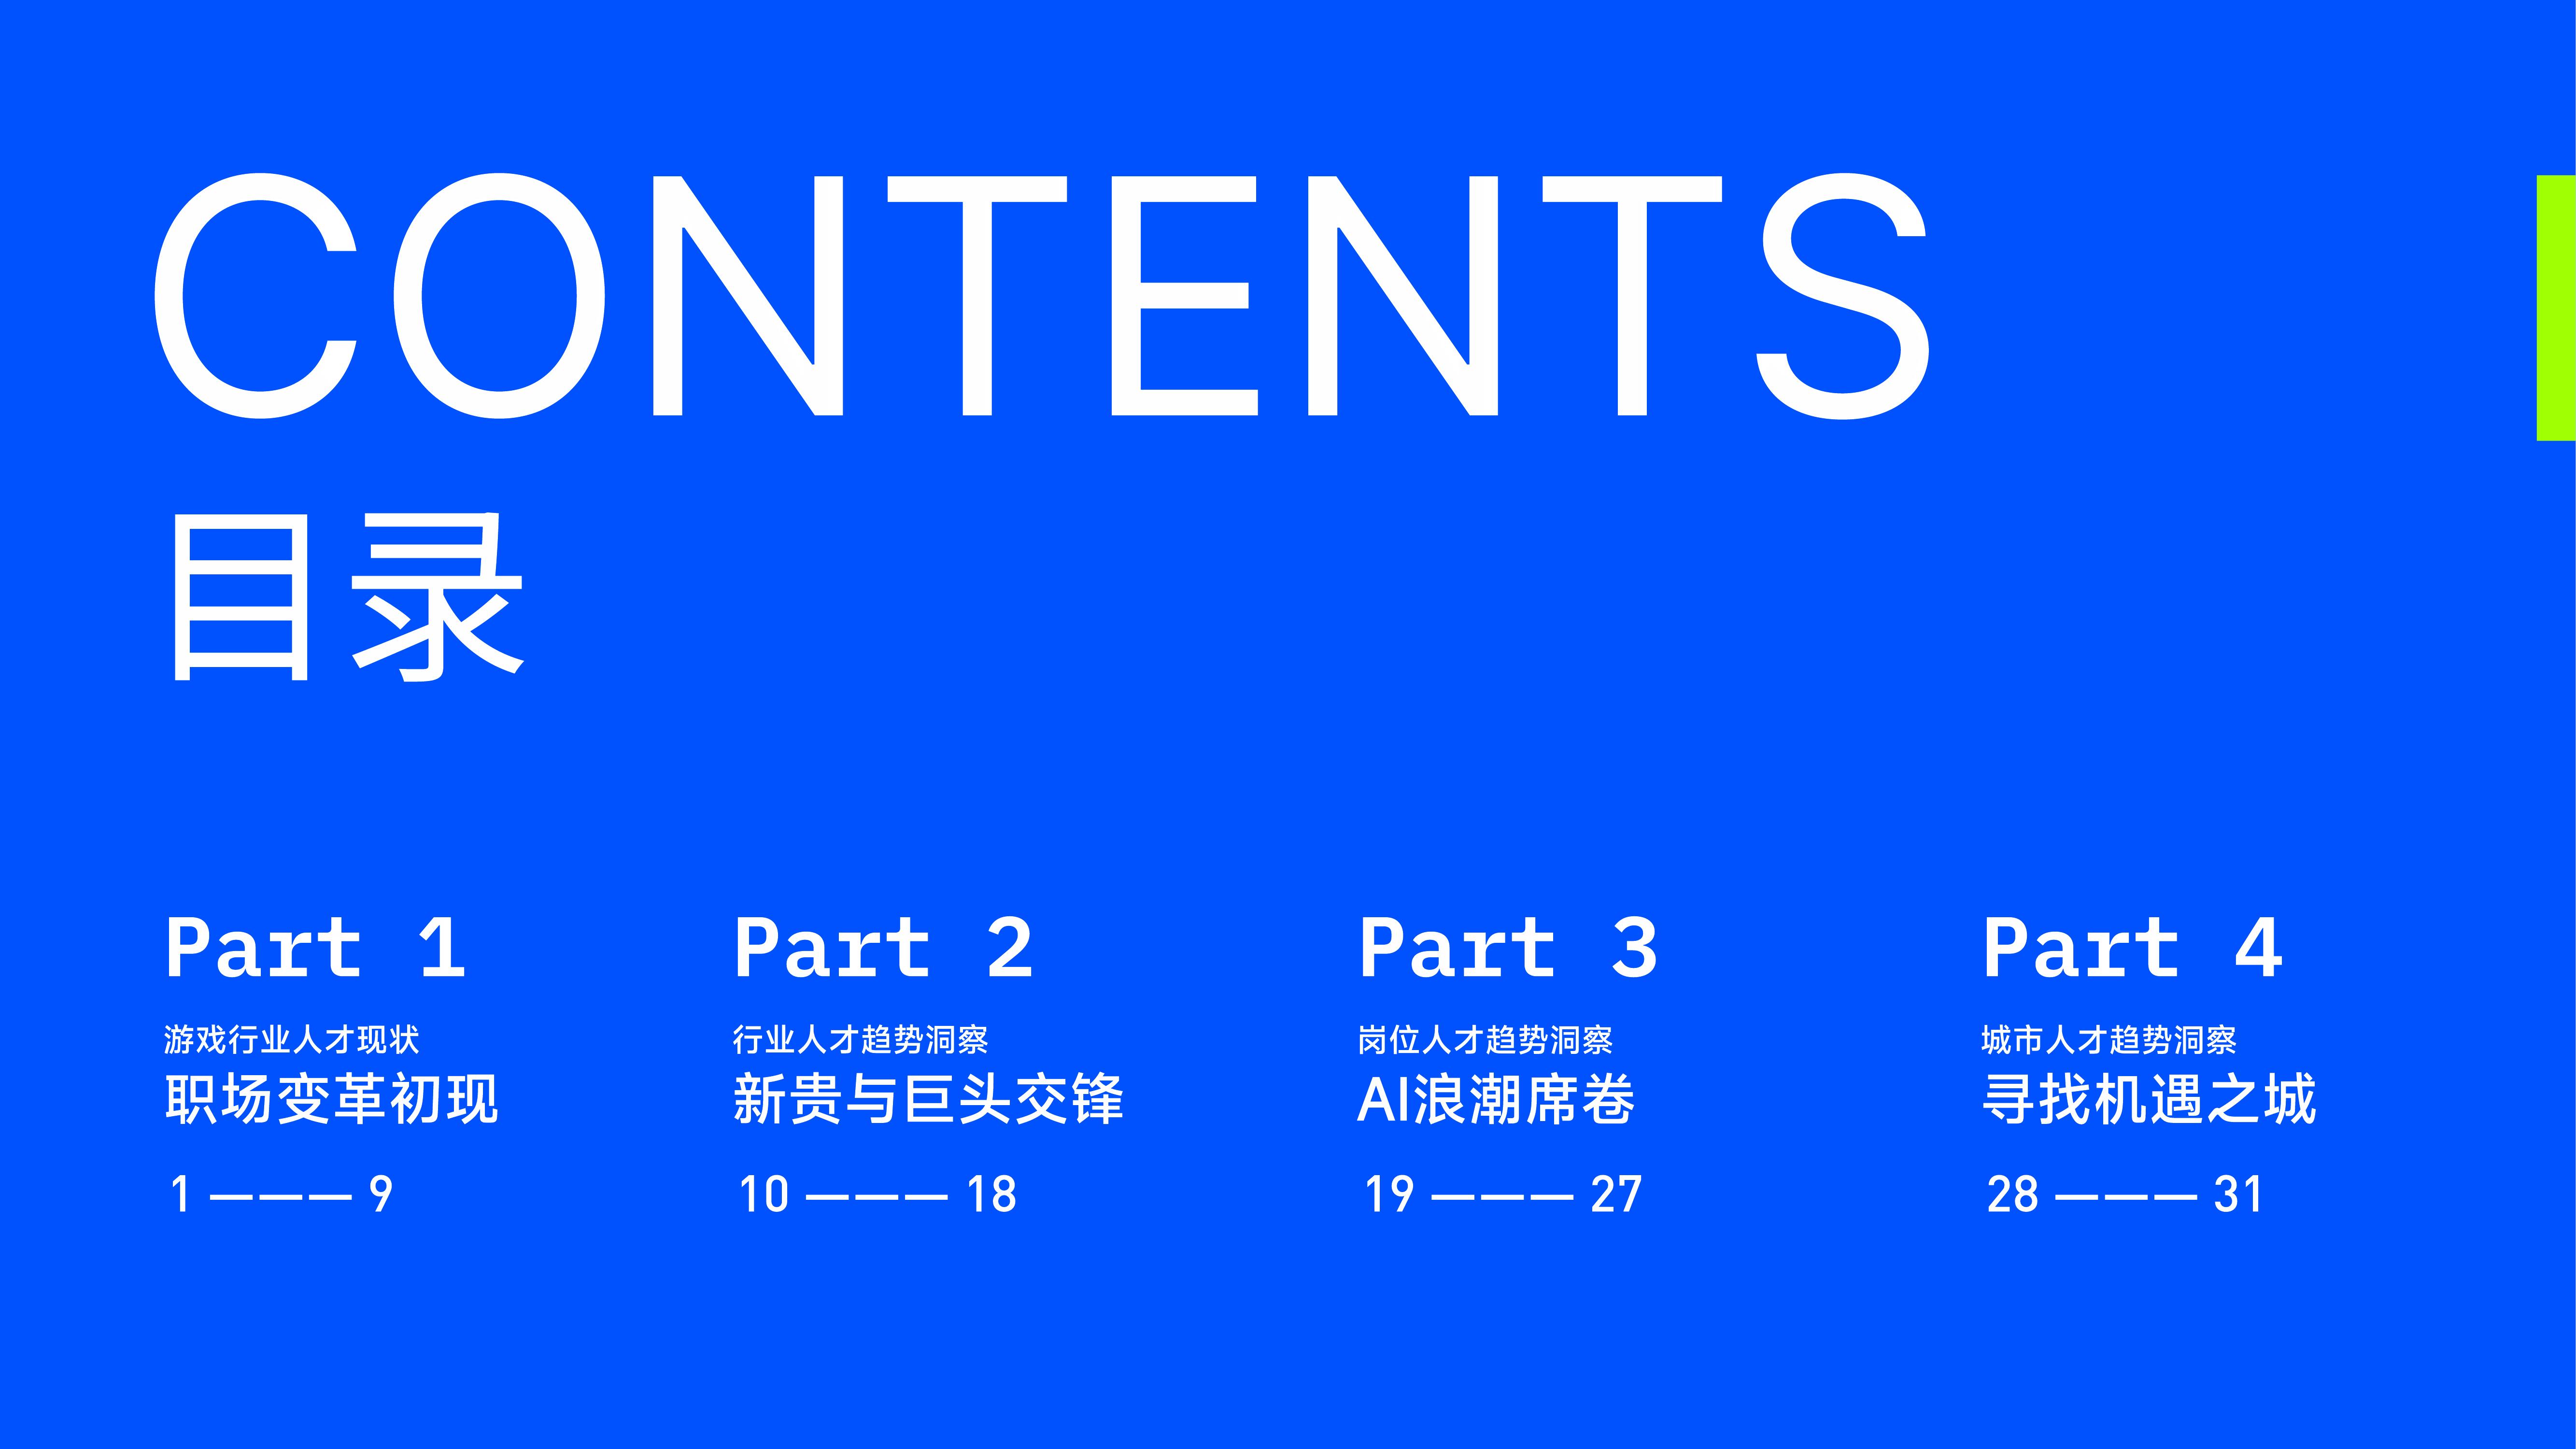 CONTENTS
目录
Part 1
游戏行业人才现状
职场变革初现
1 ——— 9
Part 2
行业人才趋势洞察
新贵与巨头交锋
10 ——— 18
Part 3
岗位人才趋势洞察
AI浪潮席卷
19 ——— 27
Part 4
城市人才趋势洞察
寻找机遇之城
28 ——— 31